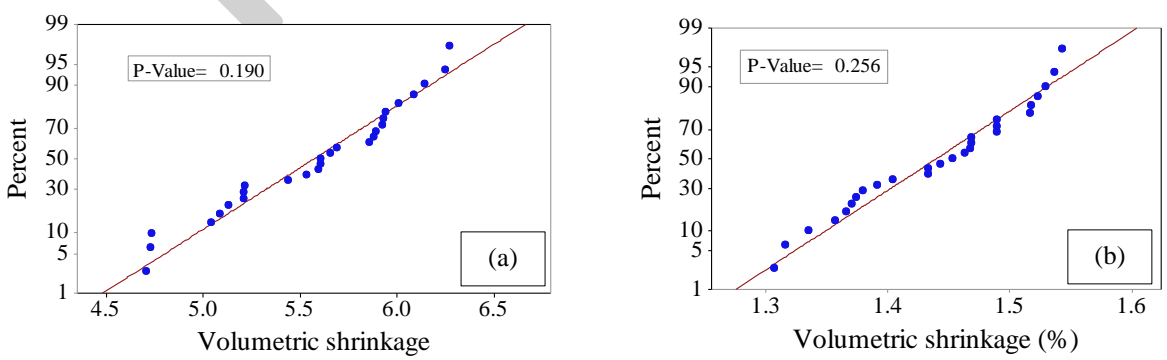 99
95
90
70
50
30
10
5
1
Percent
P-Value= 0.190
(a)
4.5 5.0 5.5 6.0 6.5
Volumetric shrinkage
99
95
90
70
50
30
10
5
1
Percent
P-Value= 0.256
(b)
1.3 1.4 1.5 1.6
Volumetric shrinkage (%)